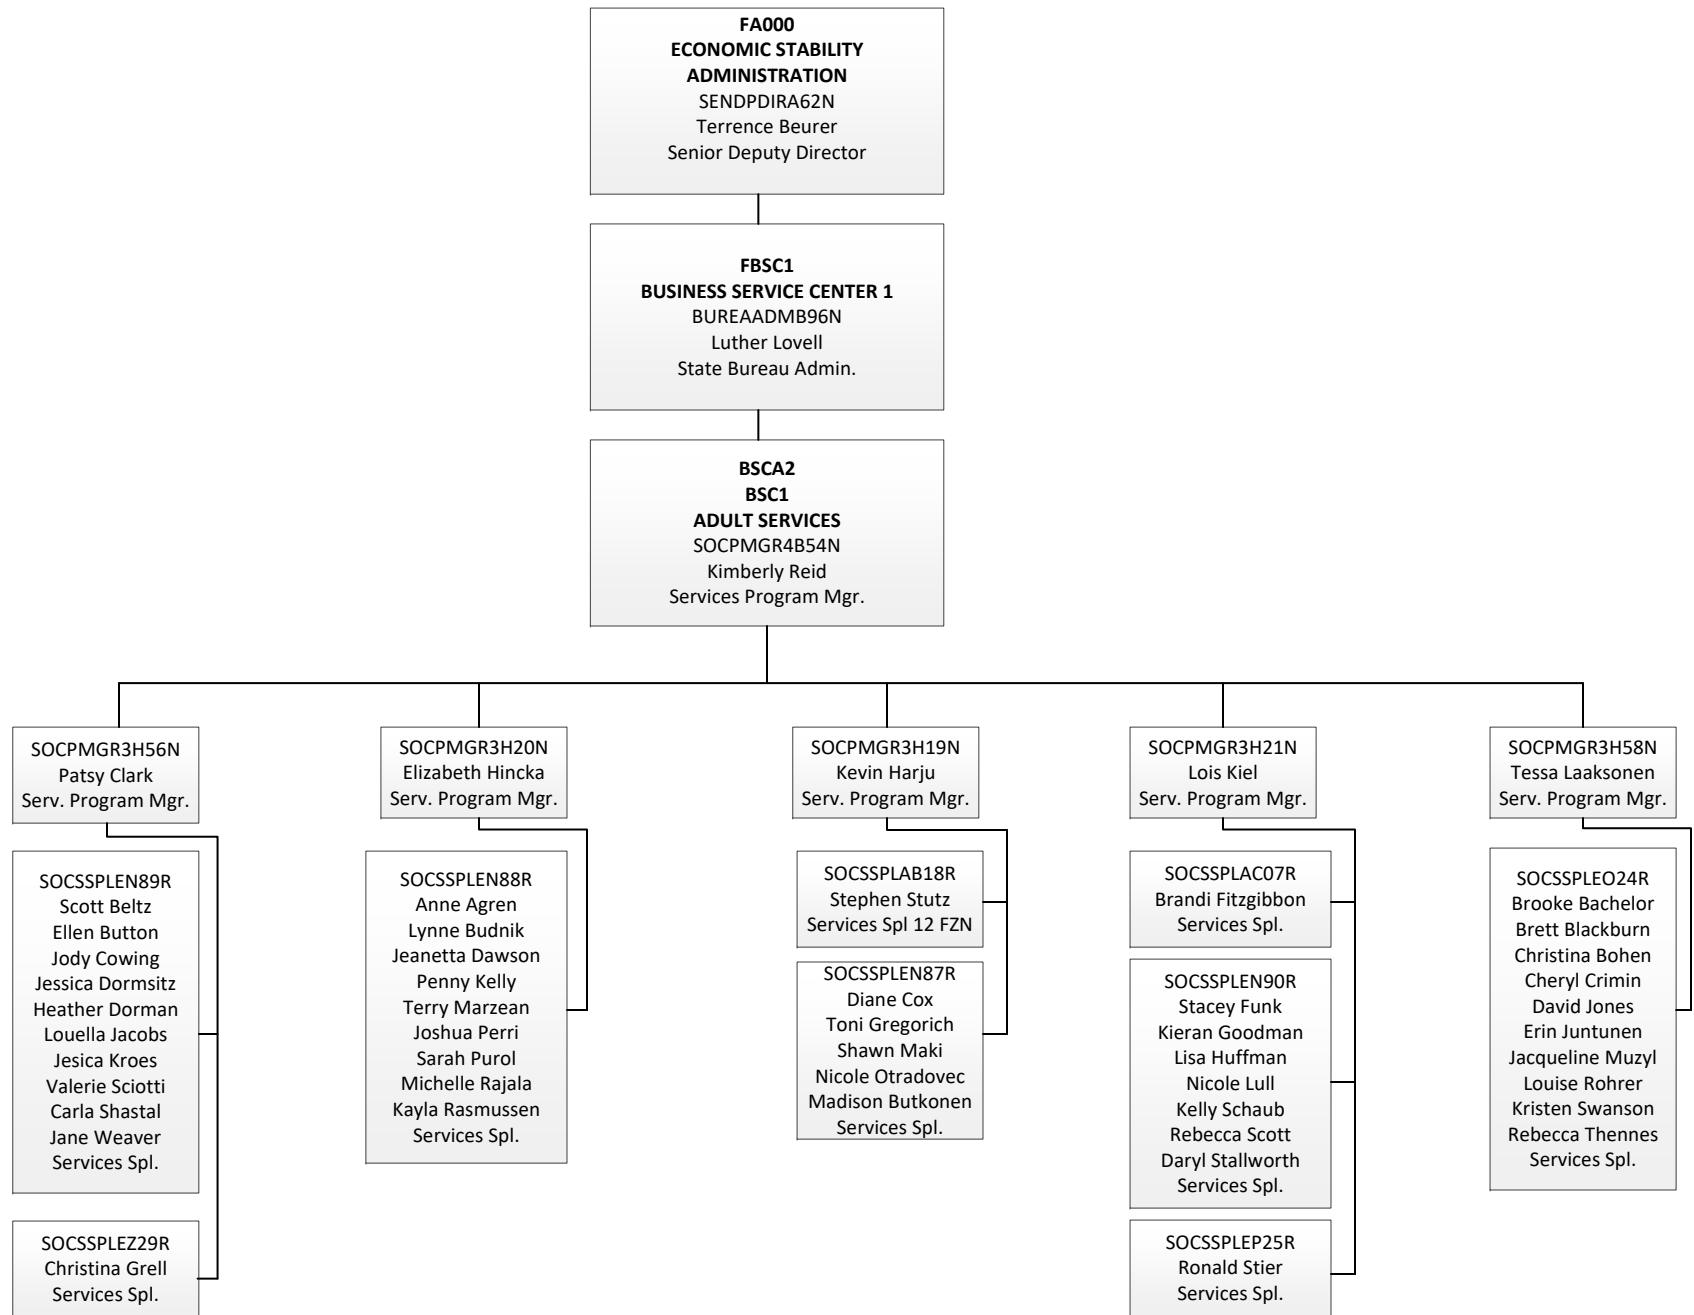 FA000
ECONOMIC STABILITY
ADMINISTRATION
SENDPDIRA62N
Terrence Beurer
Senior Deputy Director
FBSC1
BUSINESS SERVICE CENTER 1
BUREAADMB96N
Luther Lovell
State Bureau Admin.
BSCA2
BSC1
ADULT SERVICES
SOCPMGR4B54N
Kimberly Reid
Services Program Mgr.
SOCPMGR3H56N
Patsy Clark
Serv. Program Mgr.
SOCSSPLEN89R
Scott Beltz
Ellen Button
Jody Cowing
Jessica Dormsitz
Heather Dorman
Louella Jacobs
Jesica Kroes
Valerie Sciotti
Carla Shastal
Jane Weaver
Services Spl.
SOCSSPLEZ29R
Christina Grell
Services Spl.
SOCPMGR3H20N
Elizabeth Hincka
Serv. Program Mgr.
SOCSSPLEN88R
Anne Agren
Lynne Budnik
Jeanetta Dawson
Penny Kelly
Terry Marzean
Joshua Perri
Sarah Purol
Michelle Rajala
Kayla Rasmussen
Services Spl.
SOCPMGR3H19N
Kevin Harju
Serv. Program Mgr.
SOCSSPLAB18R
Stephen Stutz
Services Spl 12 FZN
SOCSSPLEN87R
Diane Cox
Toni Gregorich
Shawn Maki
Nicole Otradovec
Madison Butkonen
Services Spl.
SOCPMGR3H21N
Lois Kiel
Serv. Program Mgr.
SOCSSPLAC07R
Brandi Fitzgibbon
Services Spl.
SOCSSPLEN90R
Stacey Funk
Kieran Goodman
Lisa Huffman
Nicole Lull
Kelly Schaub
Rebecca Scott
Daryl Stallworth
Services Spl.
SOCSSPLEP25R
Ronald Stier
Services Spl.
SOCPMGR3H58N
Tessa Laaksonen
Serv. Program Mgr.
SOCSSPLEO24R
Brooke Bachelor
Brett Blackburn
Christina Bohen
Cheryl Crimin
David Jones
Erin Juntunen
Jacqueline Muzyl
Louise Rohrer
Kristen Swanson
Rebecca Thennes
Services Spl.